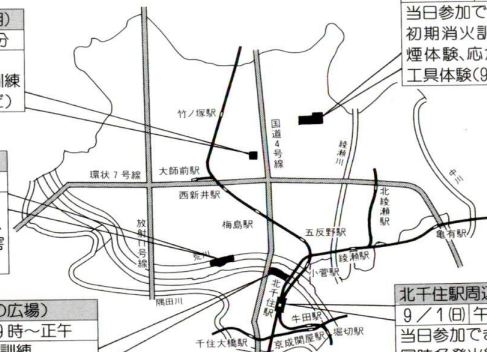 当日参加で
初期消火訓
煙体験、応
工具体験(9
分
訓練
竹ノ塚駅
国道4号線
綾瀬川
中川
環状7号線
大師前駅
西新井駅
北綾瀬駅
放射11号線
梅島駅
五反野駅
綾瀬駅
亀有駅
荒川
小菅駅
北千住駅
隅田川
牛田駅
千住大橋駅
京成関屋駅
堀切駅
の広場)
9時～正午
訓練
北千住駅周辺
9/1(日)午
当日参加でき